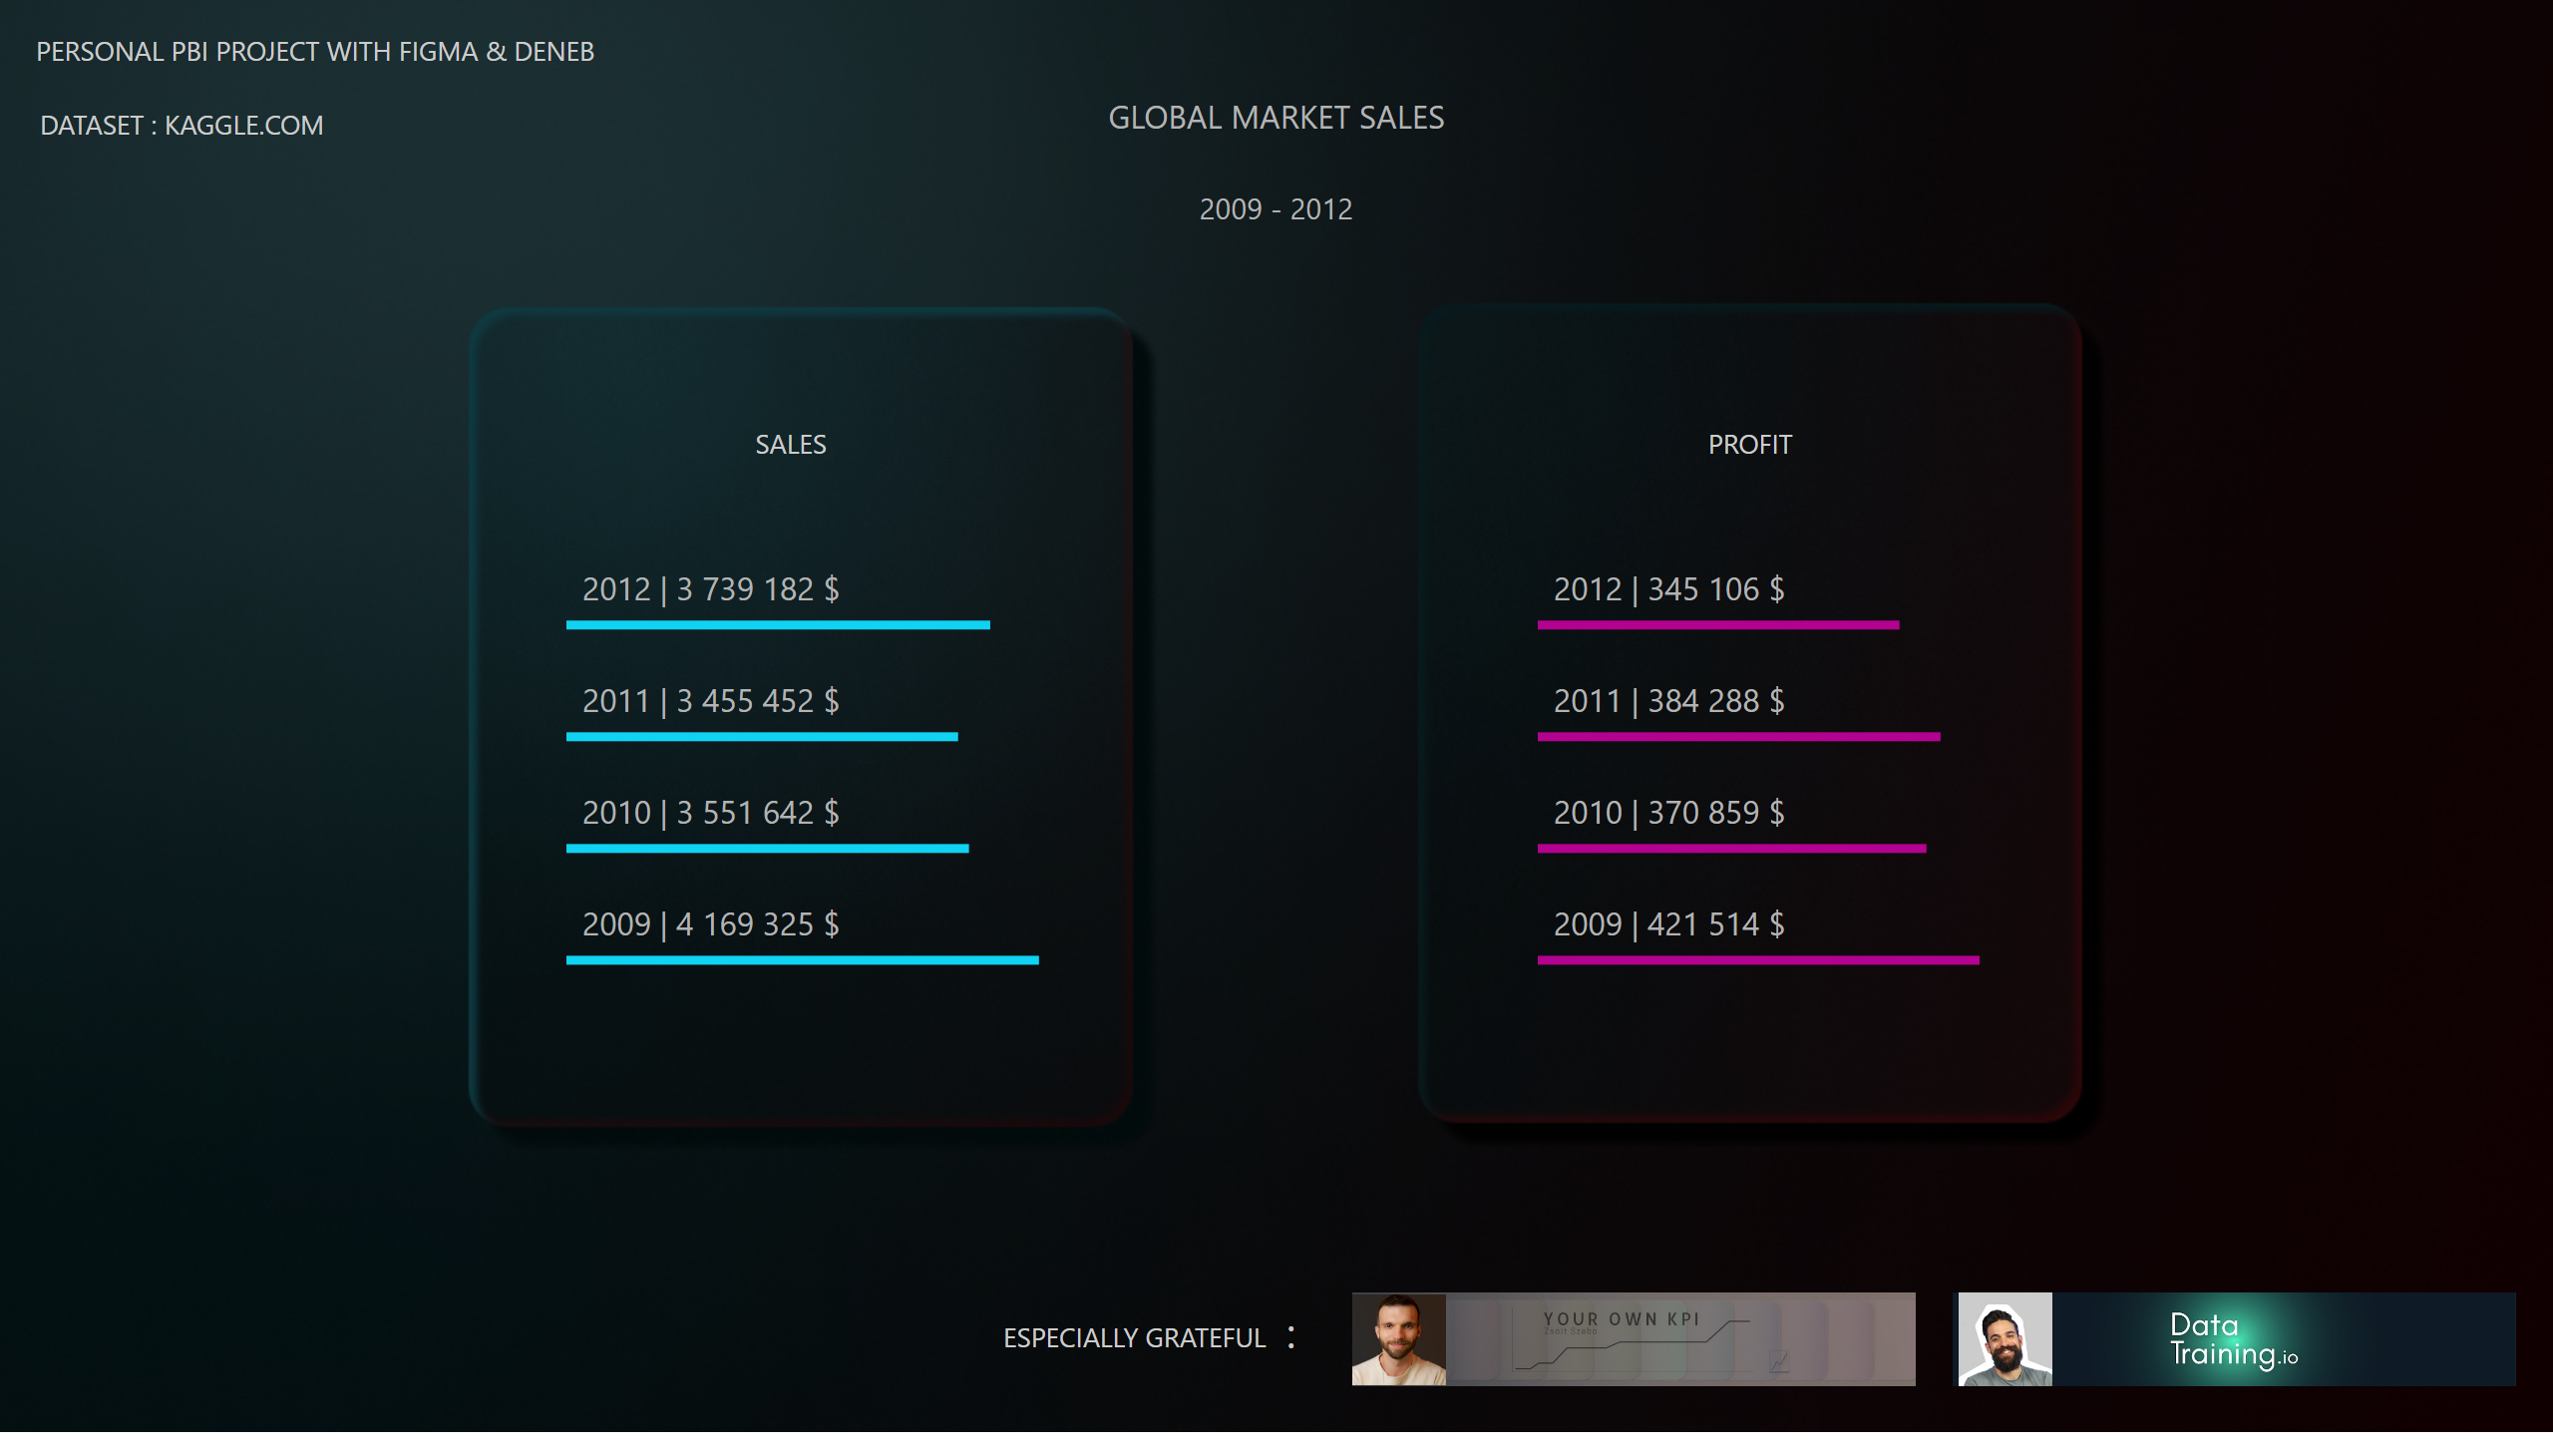 PERSONAL PBI PROJECT WITH FIGMA & DENEB
DATASET : KAGGLE.COM
GLOBAL MARKET SALES
2009 - 2012
SALES
2012 | 3 739 182 $
2011 | 3 455 452 $
2010 | 3 551 642 $
2009 | 4 169 325 $
PROFIT
2012 | 345 106 $
2011 | 384 288 $
2010 | 370 859 $
2009 | 421 514 $
ESPECIALLY GRATEFUL :
YOUR OWN KPI
Zsolt Szabo
Data
Training.io